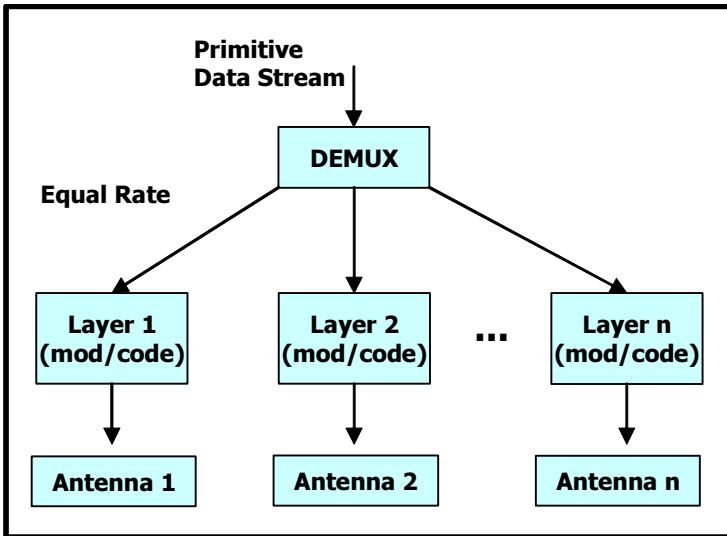 Primitive
Data Stream
DEMUX
Equal Rate
Layer 1
(mod/code)
Layer 2
(mod/code)
...
Layer n
(mod/code)
Antenna 1
Antenna 2
Antenna n